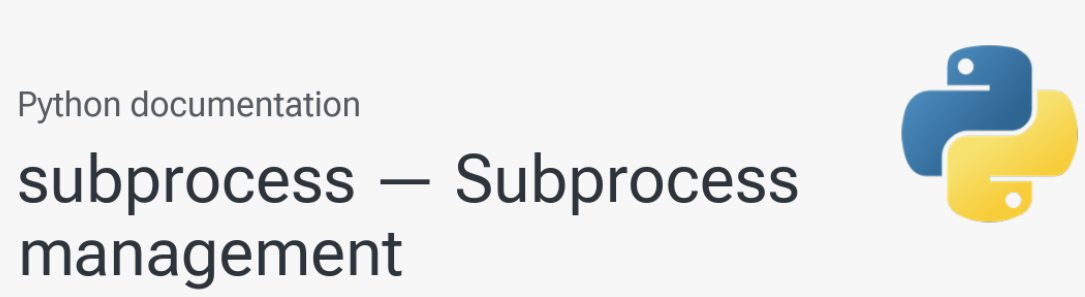 Python documentation
subprocess — Subprocess
management